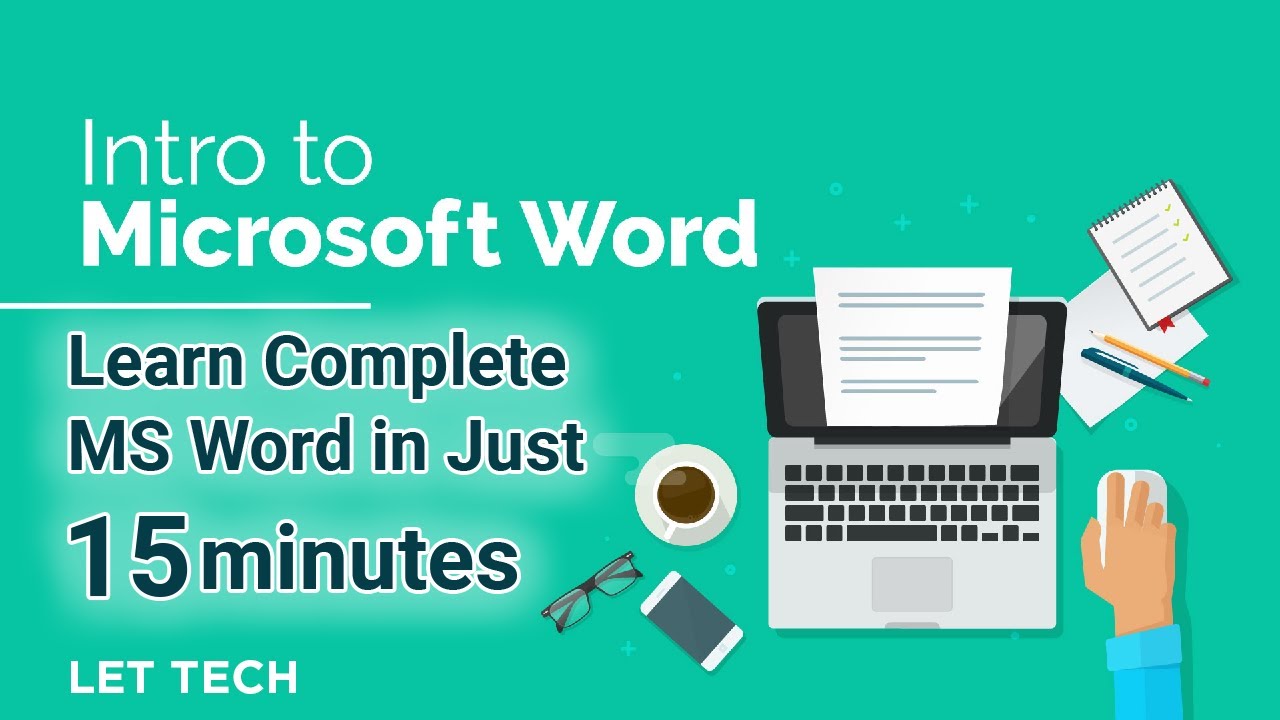 Intro to
Microsoft Word
Learn Complete
MS Word in Just
15 minutes
LET TECH